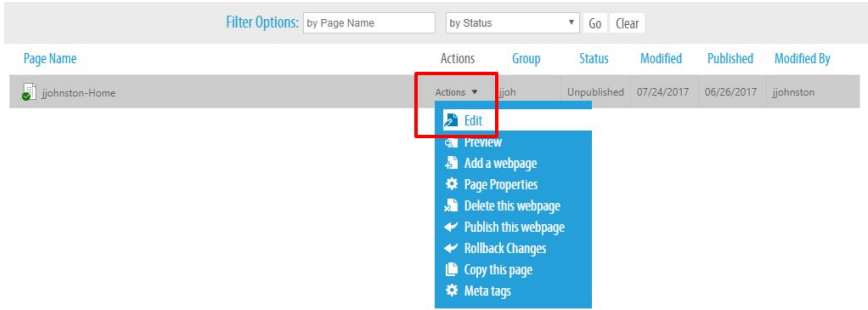 Filter Options: by Page Name by Status Go Clear
Page Name Actions Group Status Modified Published Modified By
jjohnston-Home Actions jjoh Unpublished 07/24/2017 06/26/2017 jjohnston
Edit
Preview
Add a webpage
Page Properties
Delete this webpage
Publish this webpage
Rollback Changes
Copy this page
Meta tags